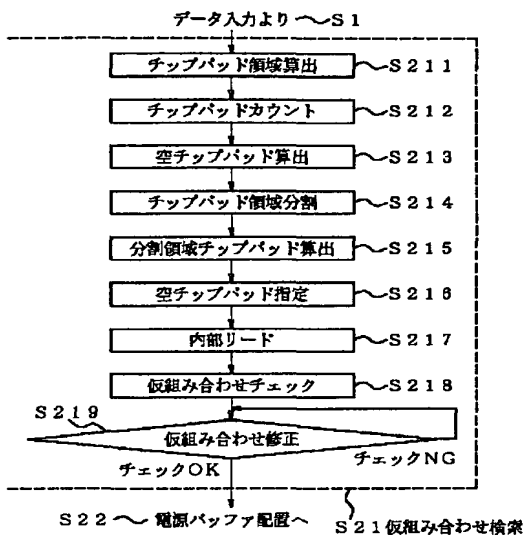 データ入力より 〜S1
チップパッド領域算出 〜S211
チップパッドカウント 〜S212
空チップパッド算出 〜S213
チップパッド領域分割 〜S214
分割領域チップパッド算出 〜S215
空チップパッド指定 〜S216
内部リード 〜S217
仮組み合わせチェック 〜S218
S219
仮組み合わせ修正
チェックOK
チェックNG
S22〜 電源バッファ配置へ
S21仮組み合わせ検索